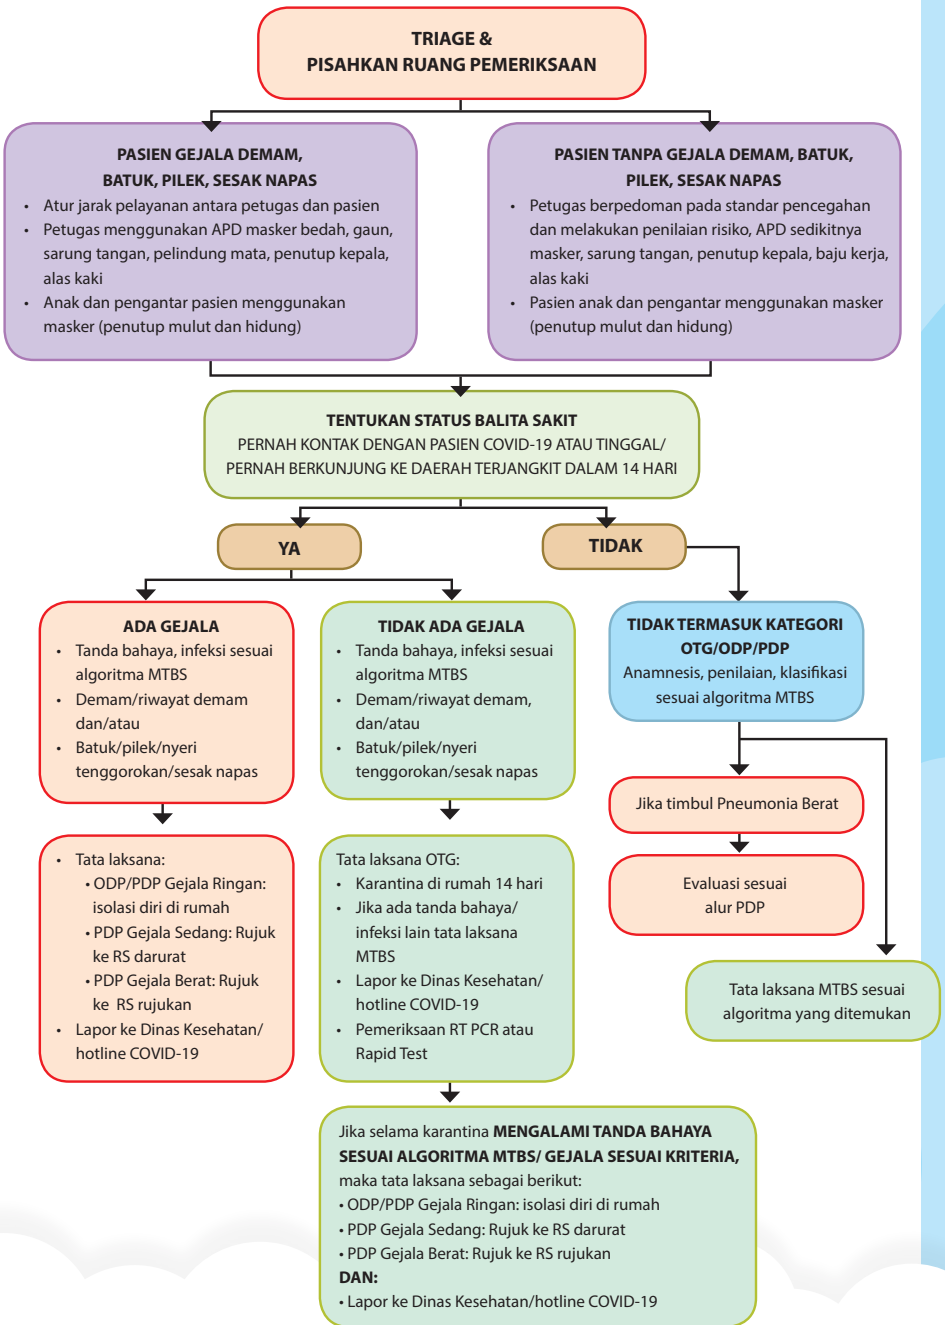 TRIAGE &
PISAHKAN RUANG PEMERIKSAAN
PASIEN GEJALA DEMAM,
BATUK, PILEK, SESAK NAPAS
• Atur jarak pelayanan antara petugas dan pasien
• Petugas menggunakan APD masker bedah, gaun,
sarung tangan, pelindung mata, penutup kepala,
alas kaki
• Anak dan pengantar pasien menggunakan
masker (penutup mulut dan hidung)
PASIEN TANPA GEJALA DEMAM, BATUK,
PILEK, SESAK NAPAS
• Petugas berpedoman pada standar pencegahan
dan melakukan penilaian risiko, APD sedikitnya
masker, sarung tangan, penutup kepala, baju kerja,
alas kaki
• Pasien anak dan pengantar menggunakan masker
(penutup mulut dan hidung)
TENTUKAN STATUS BALITA SAKIT
PERNAH KONTAK DENGAN PASIEN COVID-19 ATAU TINGGAL/
PERNAH BERKUNJUNG KE DAERAH TERJANGKIT DALAM 14 HARI
YA
TIDAK
ADA GEJALA
• Tanda bahaya, infeksi sesuai
algoritma MTBS
• Demam/riwayat demam
dan/atau
• Batuk/pilek/nyeri
tenggorokan/sesak napas
TIDAK ADA GEJALA
• Tanda bahaya, infeksi sesuai
algoritma MTBS
• Demam/riwayat demam,
dan/atau
• Batuk/pilek/nyeri
tenggorokan/sesak napas
TIDAK TERMASUK KATEGORI
OTG/ODP/PDP
Anamnesis, penilaian, klasifikasi
sesuai algoritma MTBS
Jika timbul Pneumonia Berat
Evaluasi sesuai
alur PDP
Tata laksana MTBS sesuai
algoritma yang ditemukan
• Tata laksana:
• ODP/PDP Gejala Ringan:
isolasi diri di rumah
• PDP Gejala Sedang: Rujuk
ke RS darurat
• PDP Gejala Berat: Rujuk
ke RS rujukan
• Lapor ke Dinas Kesehatan/
hotline COVID-19
Tata laksana OTG:
• Karantina di rumah 14 hari
• Jika ada tanda bahaya/
infeksi lain tata laksana
MTBS
• Lapor ke Dinas Kesehatan/
hotline COVID-19
• Pemeriksaan RT PCR atau
Rapid Test
Jika selama karantina MENGALAMI TANDA BAHAYA
SESUAI ALGORITMA MTBS/ GEJALA SESUAI KRITERIA,
maka tata laksana sebagai berikut:
• ODP/PDP Gejala Ringan: isolasi diri di rumah
• PDP Gejala Sedang: Rujuk ke RS darurat
• PDP Gejala Berat: Rujuk ke RS rujukan
DAN:
• Lapor ke Dinas Kesehatan/hotline COVID-19